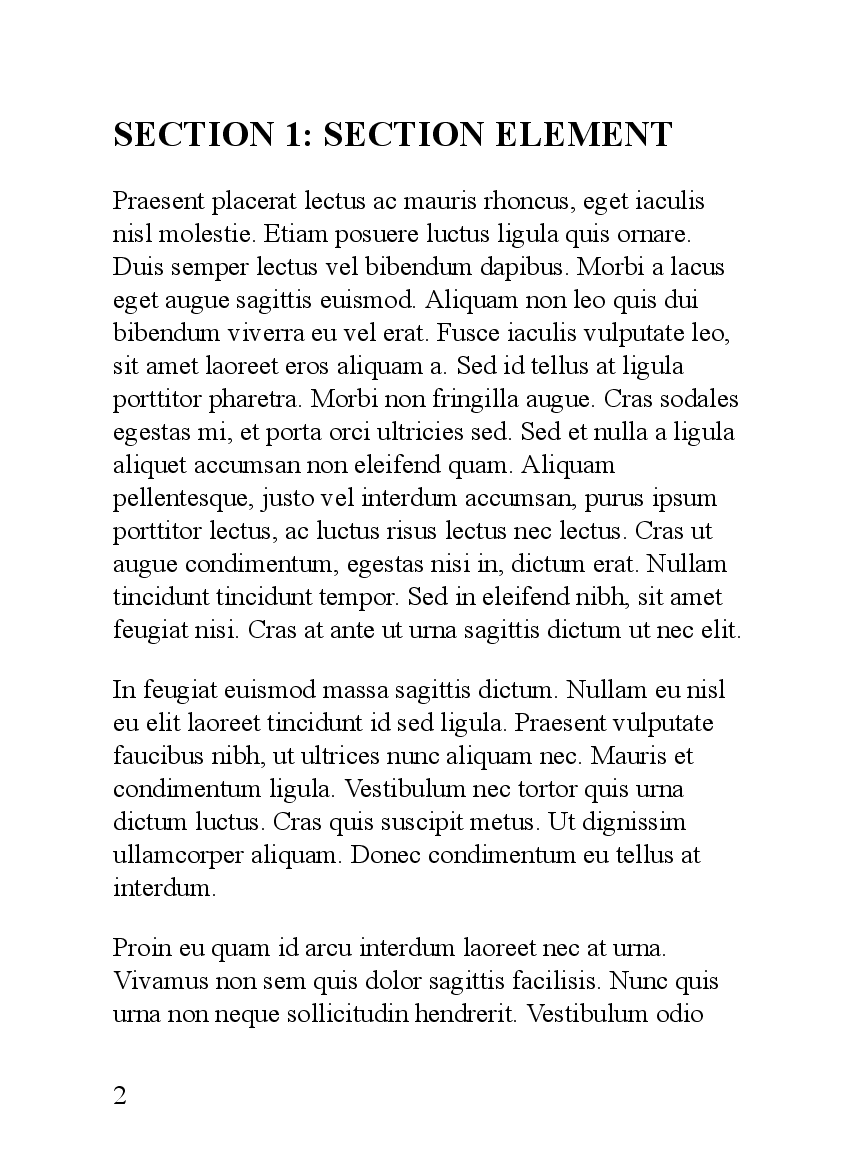 SECTION 1: SECTION ELEMENT
Praesent placerat lectus ac mauris rhoncus, eget iaculis
nisl molestie. Etiam posuere luctus ligula quis ornare.
Duis semper lectus vel bibendum dapibus. Morbi a lacus
eget augue sagittis euismod. Aliquam non leo quis dui
bibendum viverra eu vel erat. Fusce iaculis vulputate leo,
sit amet laoreet eros aliquam a. Sed id tellus at ligula
porttitor pharetra. Morbi non fringilla augue. Cras sodales
egestas mi, et porta orci ultricies sed. Sed et nulla a ligula
aliquet accumsan non eleifend quam. Aliquam
pellentesque, justo vel interdum accumsan, purus ipsum
porttitor lectus, ac luctus risus lectus nec lectus. Cras ut
augue condimentum, egestas nisi in, dictum erat. Nullam
tincidunt tincidunt tempor. Sed in eleifend nibh, sit amet
feugiat nisi. Cras at ante ut urna sagittis dictum ut nec elit.
In feugiat euismod massa sagittis dictum. Nullam eu nisl
eu elit laoreet tincidunt id sed ligula. Praesent vulputate
faucibus nibh, ut ultrices nunc aliquam nec. Mauris et
condimentum ligula. Vestibulum nec tortor quis urna
dictum luctus. Cras quis suscipit metus. Ut dignissim
ullamcorper aliquam. Donec condimentum eu tellus at
interdum.
Proin eu quam id arcu interdum laoreet nec at urna.
Vivamus non sem quis dolor sagittis facilisis. Nunc quis
urna non neque sollicitudin hendrerit. Vestibulum odio
2